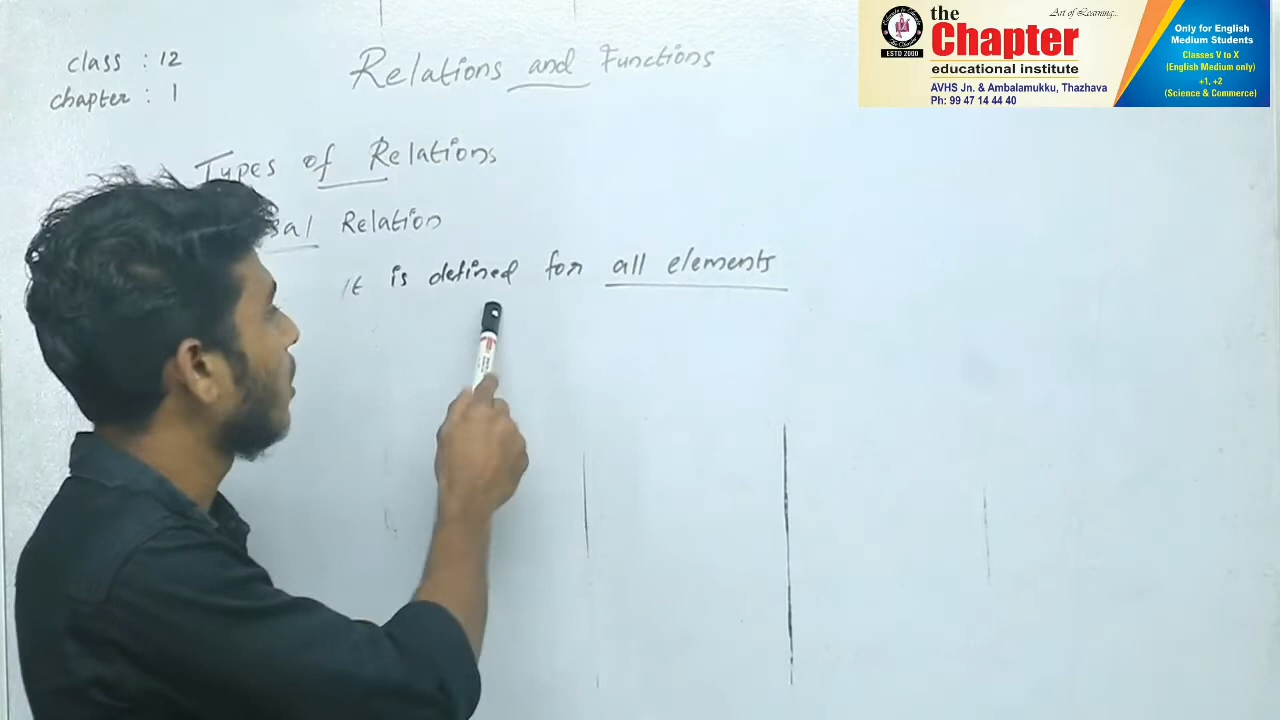 class : 12
chapter : 1
Relations and Functions
Types of Relations
sal Relation
it is defined for all elements
ESTD 2000
the
Chapter
Art of Learning...
educational institute
AVHS Jn. & Ambalamukku, Thazhava
Ph: 99 47 14 44 40
Only for English
Medium Students
Classes V to X
(English Medium only)
+1, +2
(Science & Commerce)